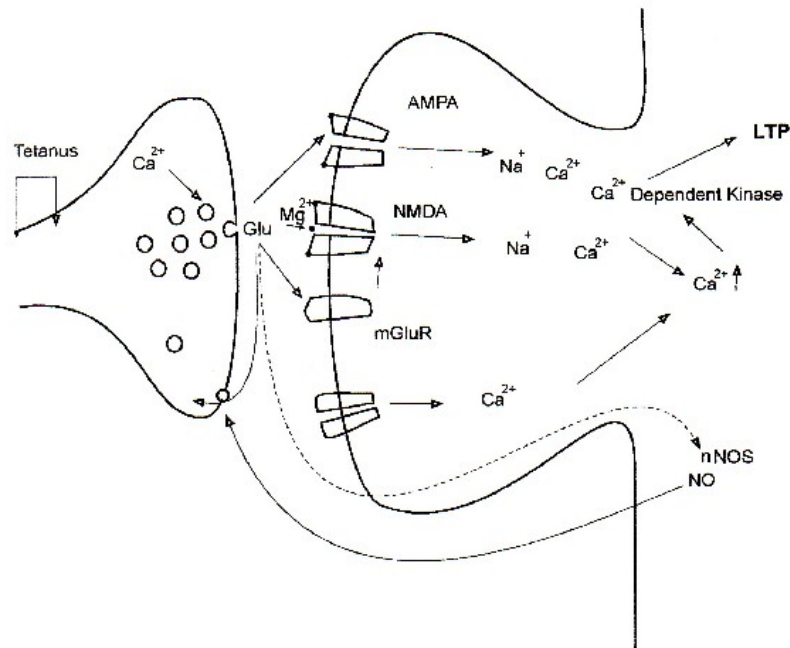 AMPA
LTP
Tetanus
Ca²⁺
Na⁺ Ca²⁺
Ca²⁺ Dependent Kinase
Glu
Mg²⁺
NMDA
Na⁺ Ca²⁺
Ca²⁺
mGluR
Ca²⁺
nNOS
NO